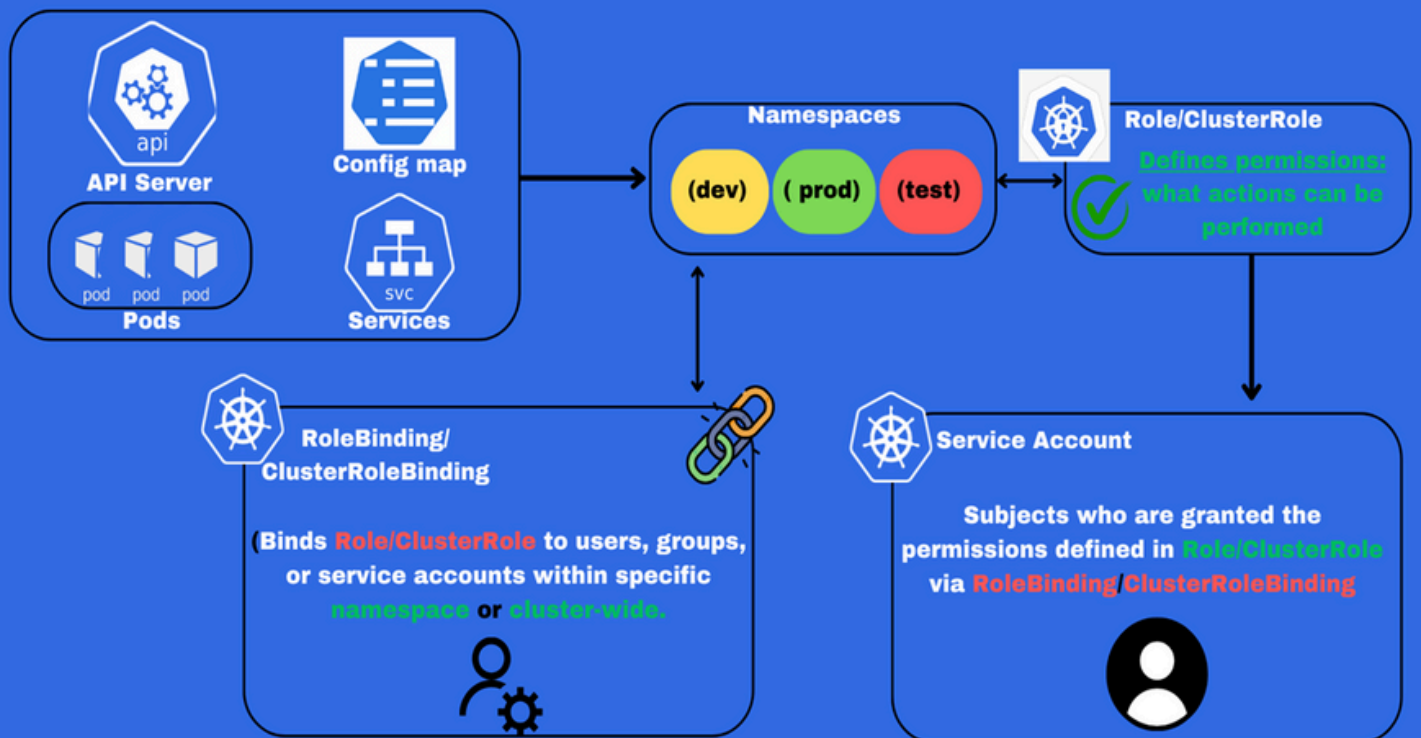 api
API Server
Config map
pod pod pod
Pods
svc
Services
Namespaces
(dev) ( prod) (test)
Role/ClusterRole
Defines permissions:
what actions can be
performed
RoleBinding/
ClusterRoleBinding
(Binds Role/ClusterRole to users, groups,
or service accounts within specific
namespace or cluster-wide.
Service Account
Subjects who are granted the
permissions defined in Role/ClusterRole
via RoleBinding/ClusterRoleBinding